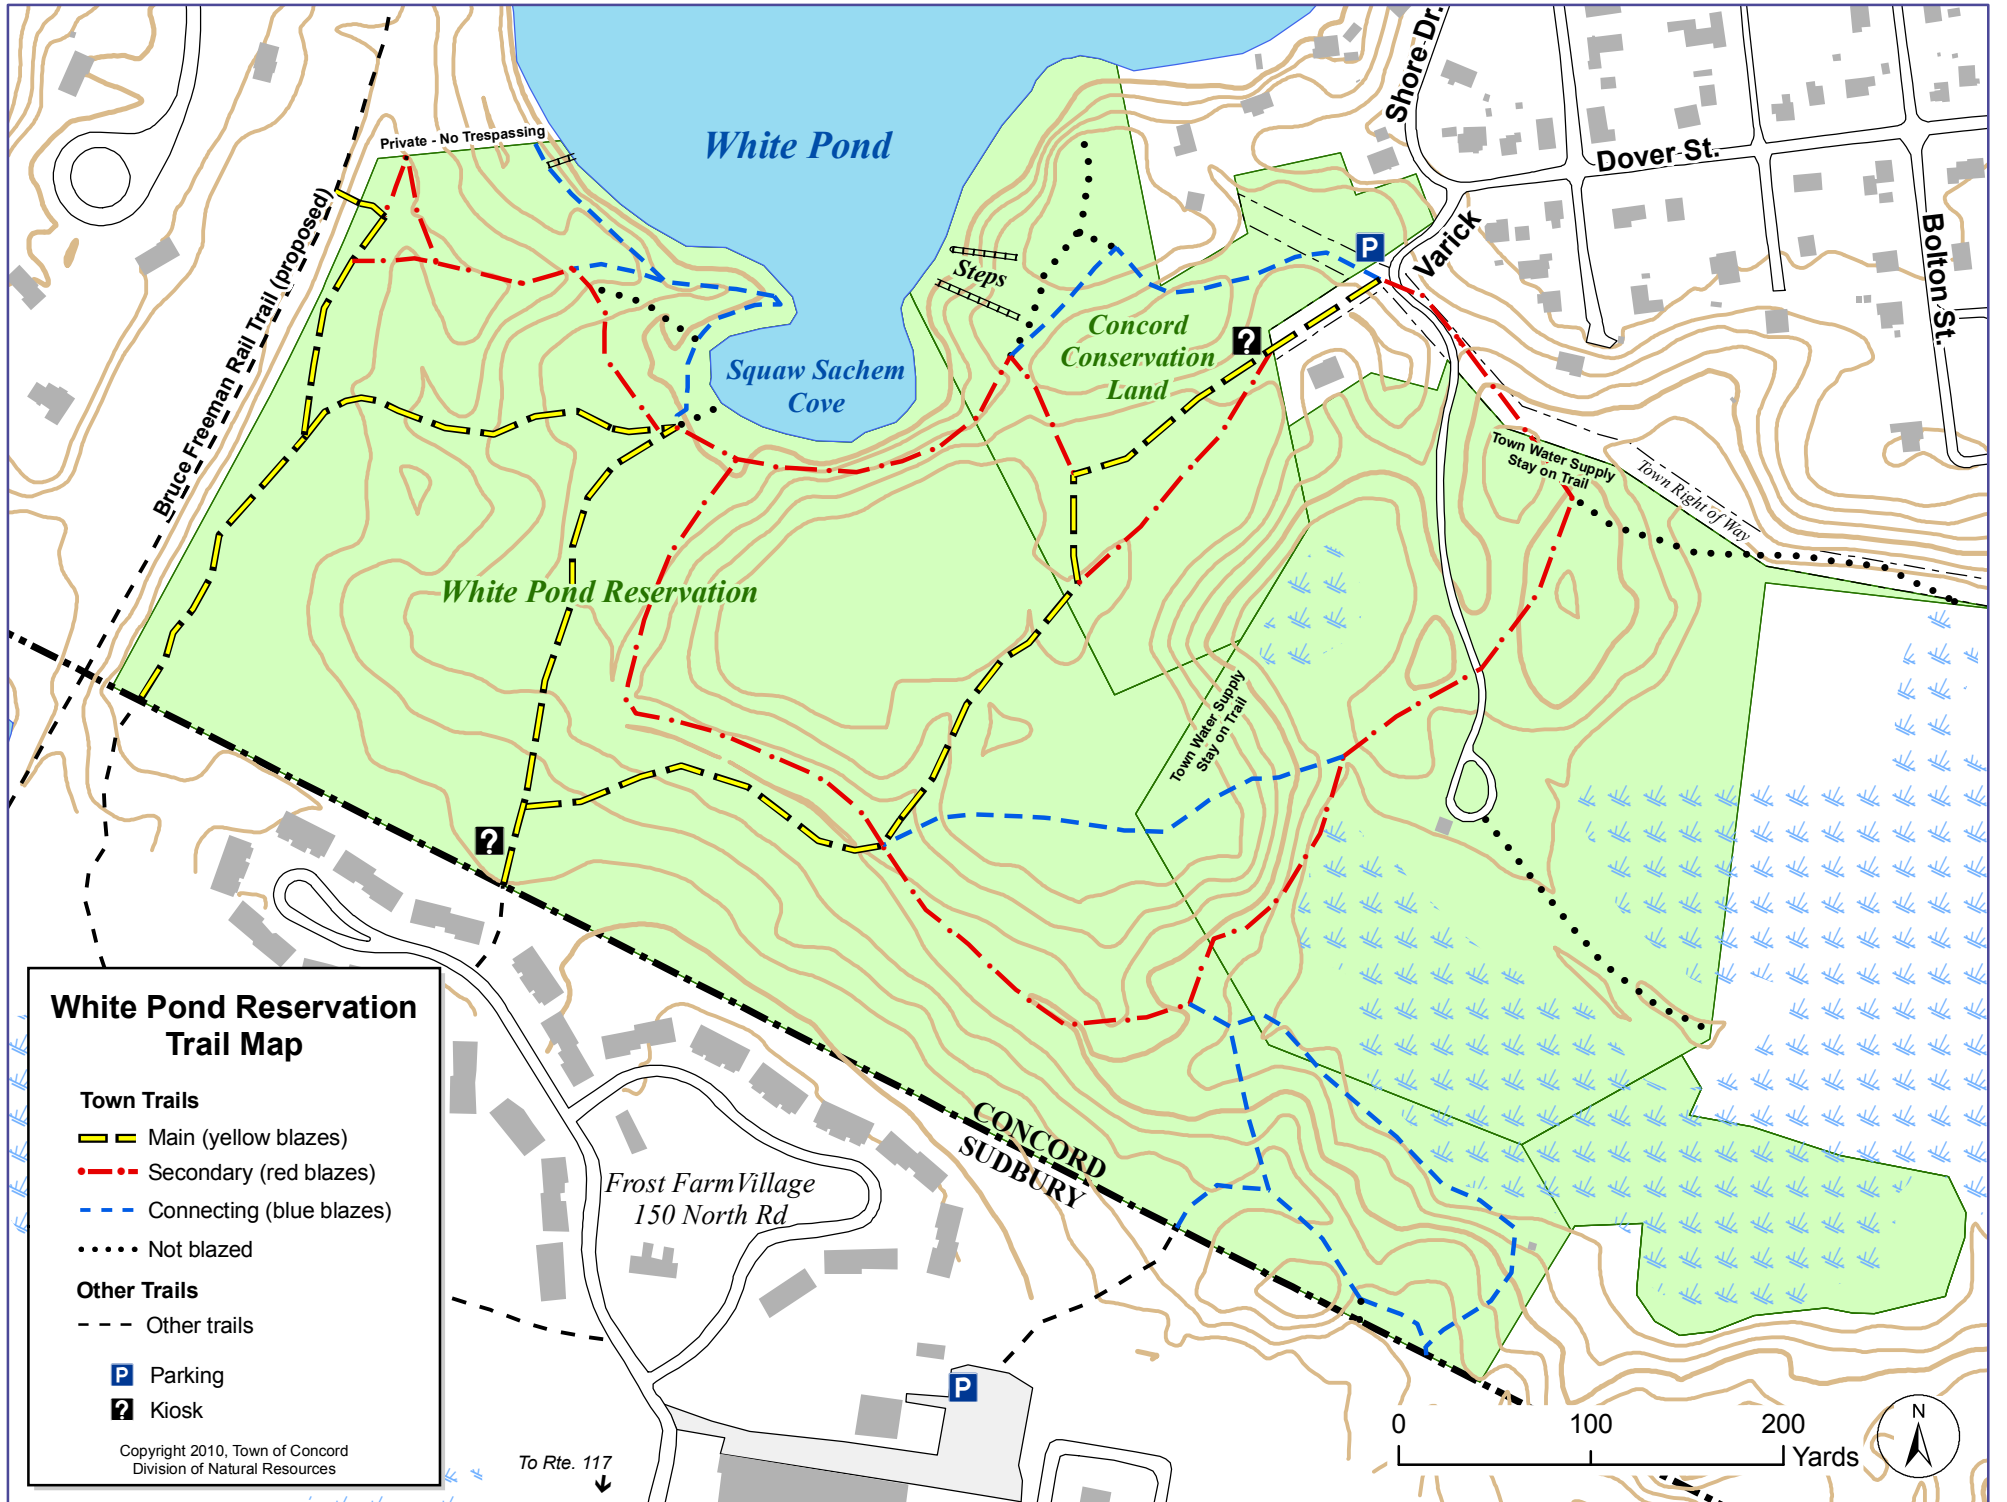 Shore Dr.
Private - No Trespassing
White Pond
Dover St.
Bruce Freeman Rail Trail (proposed)
Varick
Bolton St.
P
Steps
Concord
Conservation
Land
?
Squaw Sachem
Cove
Town Water Supply
Stay on Trail
Town Right of Way
White Pond Reservation
Town Water Supply
Stay on Trail
?
CONCORD
SUDBURY
Frost FarmVillage
150 North Rd
P
To Rte. 117
White Pond Reservation
Trail Map
Town Trails
Main (yellow blazes)
Secondary (red blazes)
Connecting (blue blazes)
Not blazed
Other Trails
Other trails
P Parking
? Kiosk
Copyright 2010, Town of Concord
Division of Natural Resources
0 100 200
Yards
N